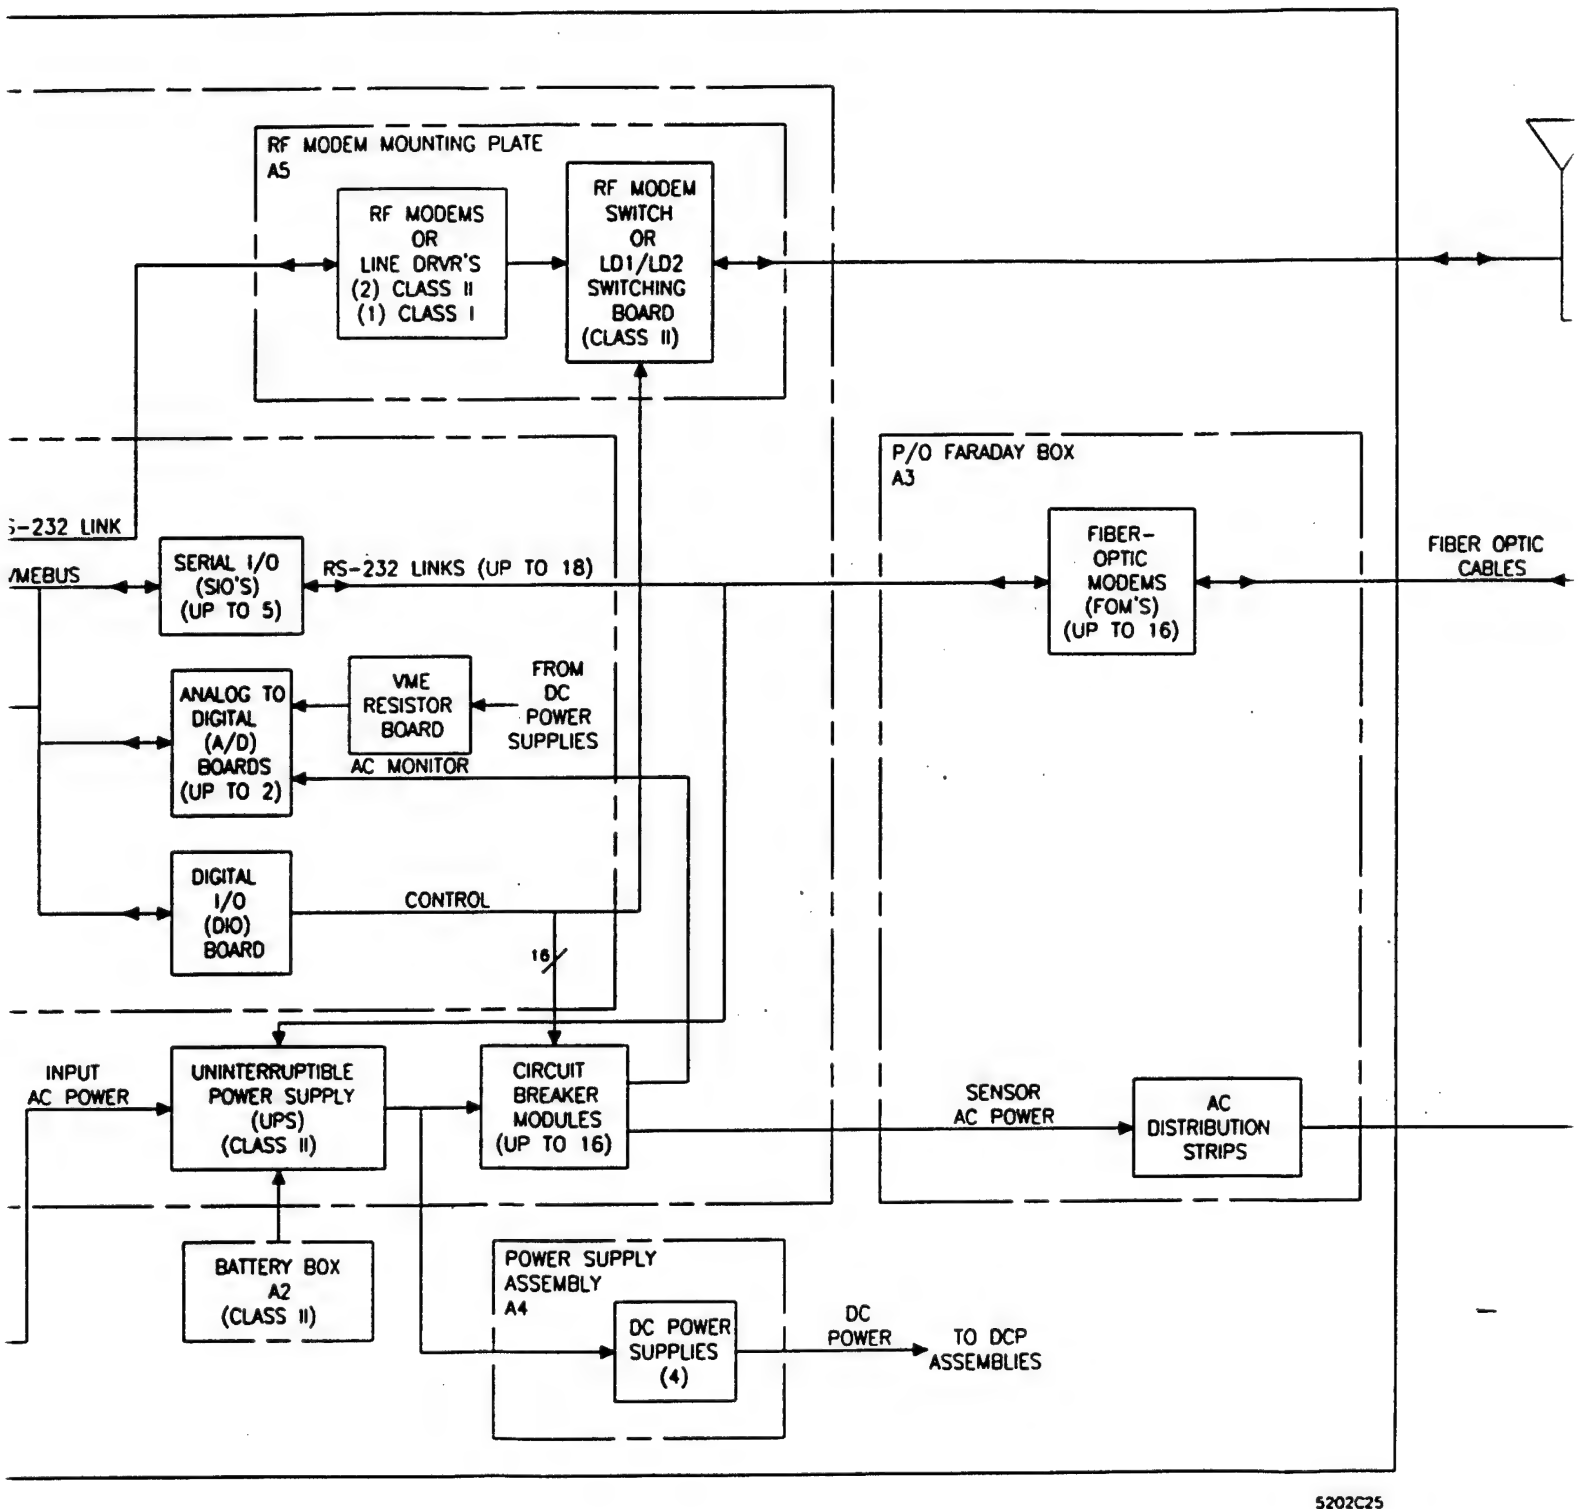 RF MODEM MOUNTING PLATE
A5
RF MODEMS
OR
LINE DRVR'S
(2) CLASS II
(1) CLASS I
RF MODEM
SWITCH
OR
LD1/LD2
SWITCHING
BOARD
(CLASS II)
P/O FARADAY BOX
A3
S-232 LINK
VMEBUS
SERIAL I/O
(SIO'S)
(UP TO 5)
RS-232 LINKS (UP TO 18)
FIBER-
OPTIC
MODEMS
(FOM'S)
(UP TO 16)
FIBER OPTIC
CABLES
ANALOG TO
DIGITAL
(A/D)
BOARDS
(UP TO 2)
VME
RESISTOR
BOARD
FROM
DC
POWER
SUPPLIES
AC MONITOR
DIGITAL
I/O
(DIO)
BOARD
CONTROL
16
INPUT
AC POWER
UNINTERRUPTIBLE
POWER SUPPLY
(UPS)
(CLASS II)
CIRCUIT
BREAKER
MODULES
(UP TO 16)
SENSOR
AC POWER
AC
DISTRIBUTION
STRIPS
BATTERY BOX
A2
(CLASS II)
POWER SUPPLY
ASSEMBLY
A4
DC POWER
SUPPLIES
(4)
DC
POWER
TO DCP
ASSEMBLIES
5202C25